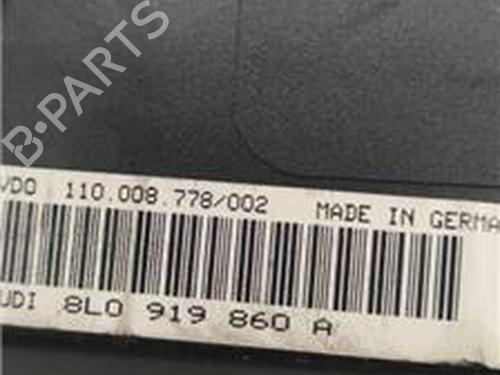 B-PARTS
VDO 110.008.778/002 MADE IN GERMA
UDI 8L0 919 860 A